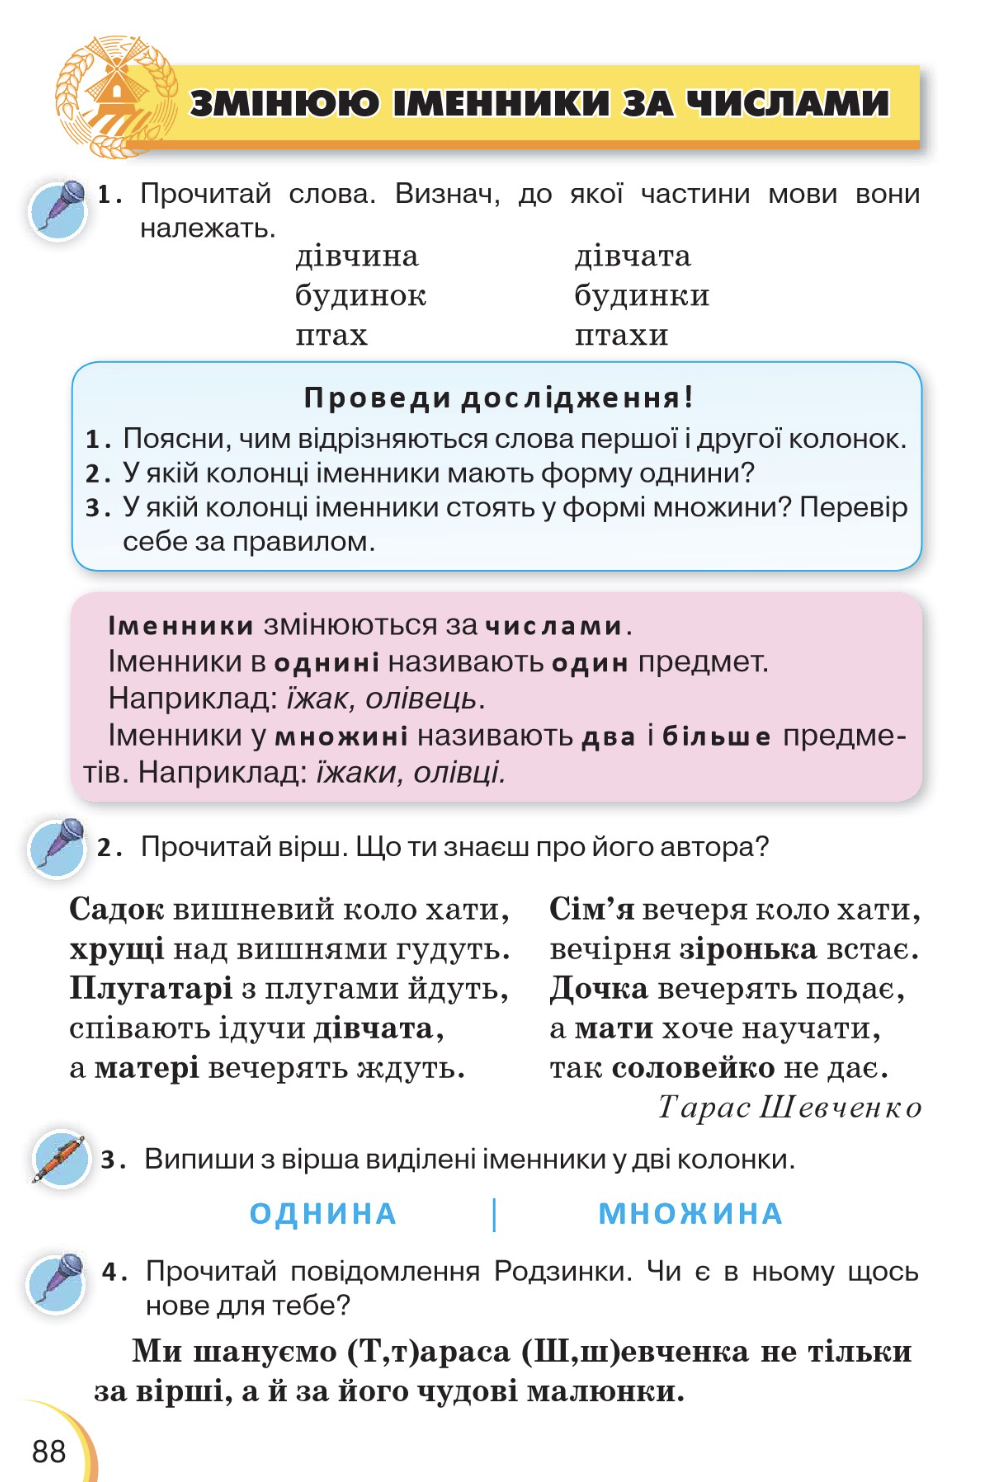 ЗМІНЮЮ ІМЕННИКИ ЗА ЧИСЛАМИ
1. Прочитай слова. Визнач, до якої частини мови вони
належать.
дівчина дівчата
будинок будинки
птах птахи
Проведи дослідження!
1. Поясни, чим відрізняються слова першої і другої колонок.
2. У якій колонці іменники мають форму однини?
3. У якій колонці іменники стоять у формі множини? Перевір
себе за правилом.
Іменники змінюються за числами.
Іменники в однині називають один предмет.
Наприклад: їжак, олівець.
Іменники у множині називають два і більше предме-
тів. Наприклад: їжаки, олівці.
2. Прочитай вірш. Що ти знаєш про його автора?
Садок вишневий коло хати,
хрущі над вишнями гудуть.
Плугатарі з плугами йдуть,
співають ідучи дівчата,
а матері вечерять ждуть.
Сім’я вечеря коло хати,
вечірня зіронька встає.
Дочка вечерять подає,
а мати хоче научати,
так соловейко не дає.
Тарас Шевченко
3. Випиши з вірша виділені іменники у дві колонки.
ОДНИНА | МНОЖИНА
4. Прочитай повідомлення Родзинки. Чи є в ньому щось
нове для тебе?
Ми шануємо (Т,т)араса (Ш,ш)евченка не тільки
за вірші, а й за його чудові малюнки.
88